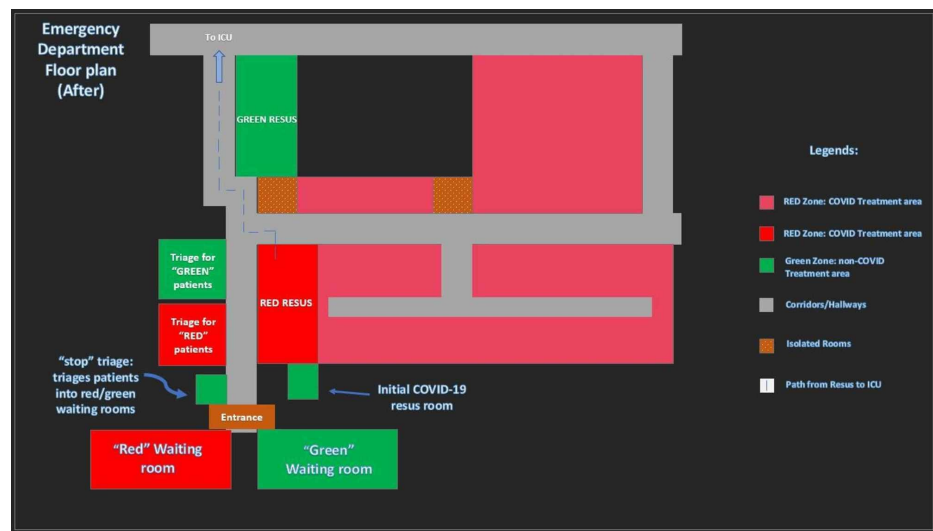 Emergency
Department
Floor plan
(After)
To ICU
GREEN RESUS
Triage for
"GREEN"
patients
Triage for
"RED"
patients
RED RESUS
"stop" triage:
triages patients
into red/green
waiting rooms
Initial COVID-19
resus room
Entrance
"Red" Waiting
room
"Green"
Waiting room
Legends:
RED Zone: COVID Treatment area
RED Zone: COVID Treatment area
Green Zone: non-COVID
Treatment area
Corridors/Hallways
Isolated Rooms
Path from Resus to ICU